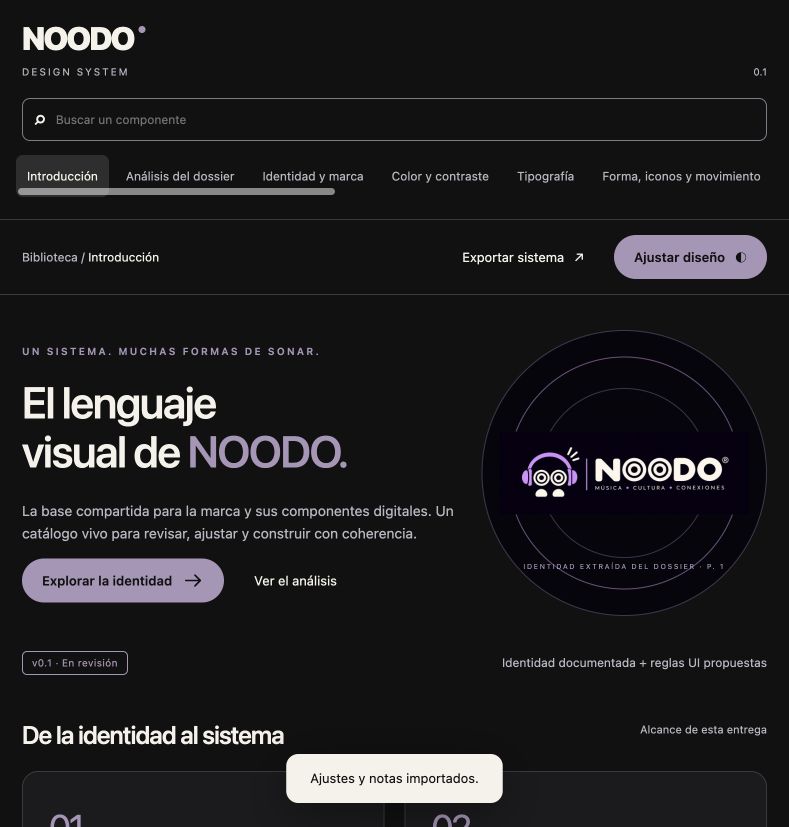 NOODO
DESIGN SYSTEM
0.1
Buscar un componente
Introducción
Análisis del dossier
Identidad y marca
Color y contraste
Tipografía
Forma, iconos y movimiento
Biblioteca / Introducción
Exportar sistema
Ajustar diseño
UN SISTEMA. MUCHAS FORMAS DE SONAR.
El lenguaje
visual de NOODO.
La base compartida para la marca y sus componentes digitales. Un
catálogo vivo para revisar, ajustar y construir con coherencia.
Explorar la identidad
Ver el análisis
NOODO®
MÚSICA + CULTURA + CONEXIONES
IDENTIDAD EXTRAÍDA DEL DOSSIER · P. 1
v0.1 · En revisión
Identidad documentada + reglas UI propuestas
De la identidad al sistema
Alcance de esta entrega
Ajustes y notas importados.
01
02